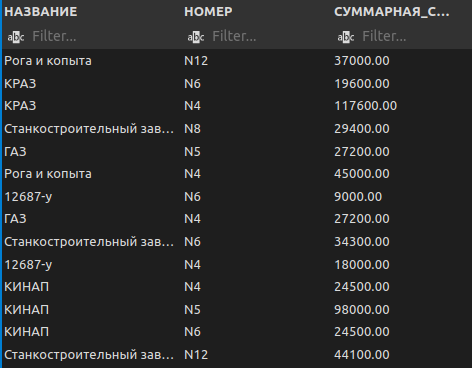 НАЗВАНИЕ НОМЕР СУММАРНАЯ_С...
abc Filter... abc Filter... abc Filter...
Рога и копыта N12 37000.00
КРАЗ N6 19600.00
КРАЗ N4 117600.00
Станкостроительный зав... N8 29400.00
ГАЗ N5 27200.00
Рога и копыта N4 45000.00
12687-у N6 9000.00
ГАЗ N4 27200.00
Станкостроительный зав... N6 34300.00
12687-у N4 18000.00
КИНАП N4 24500.00
КИНАП N5 98000.00
КИНАП N6 24500.00
Станкостроительный зав... N12 44100.00